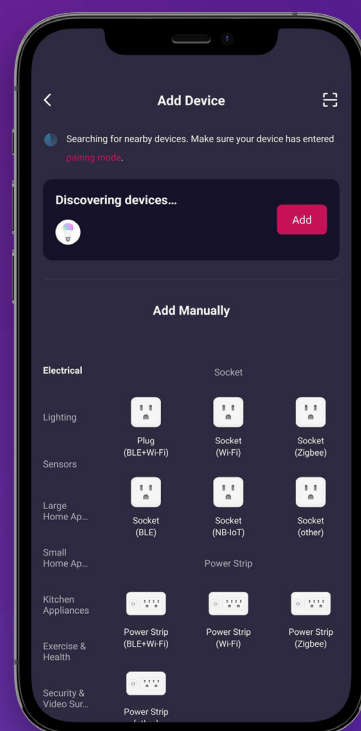 Add Device
Searching for nearby devices. Make sure your device has entered
pairing mode.
Discovering devices...
Add
Add Manually
Electrical
Lighting
Sensors
Large
Home Ap...
Small
Home Ap...
Kitchen
Appliances
Exercise &
Health
Security &
Video Sur...
Socket
Plug
(BLE+Wi-Fi)
Socket
(Wi-Fi)
Socket
(Zigbee)
Socket
(BLE)
Socket
(NB-IoT)
Socket
(other)
Power Strip
Power Strip
(BLE+Wi-Fi)
Power Strip
(Wi-Fi)
Power Strip
(Zigbee)
Power Strip